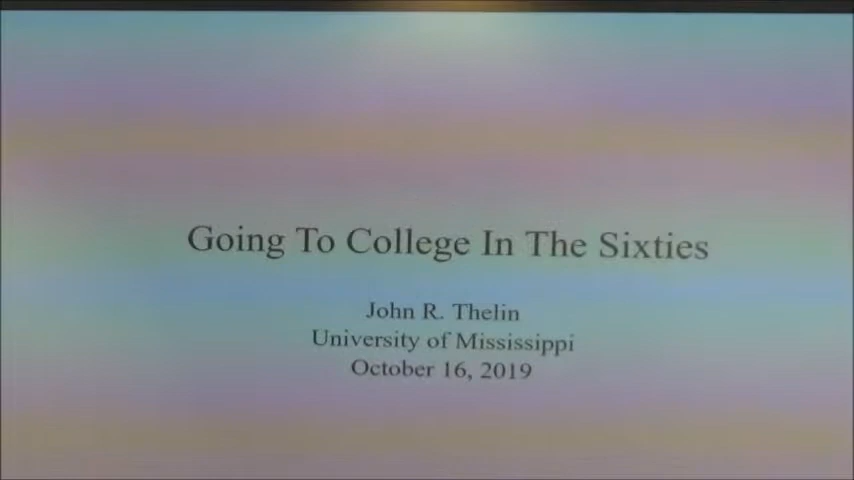 Going To College In The Sixties
John R. Thelin
University of Mississippi
October 16, 2019